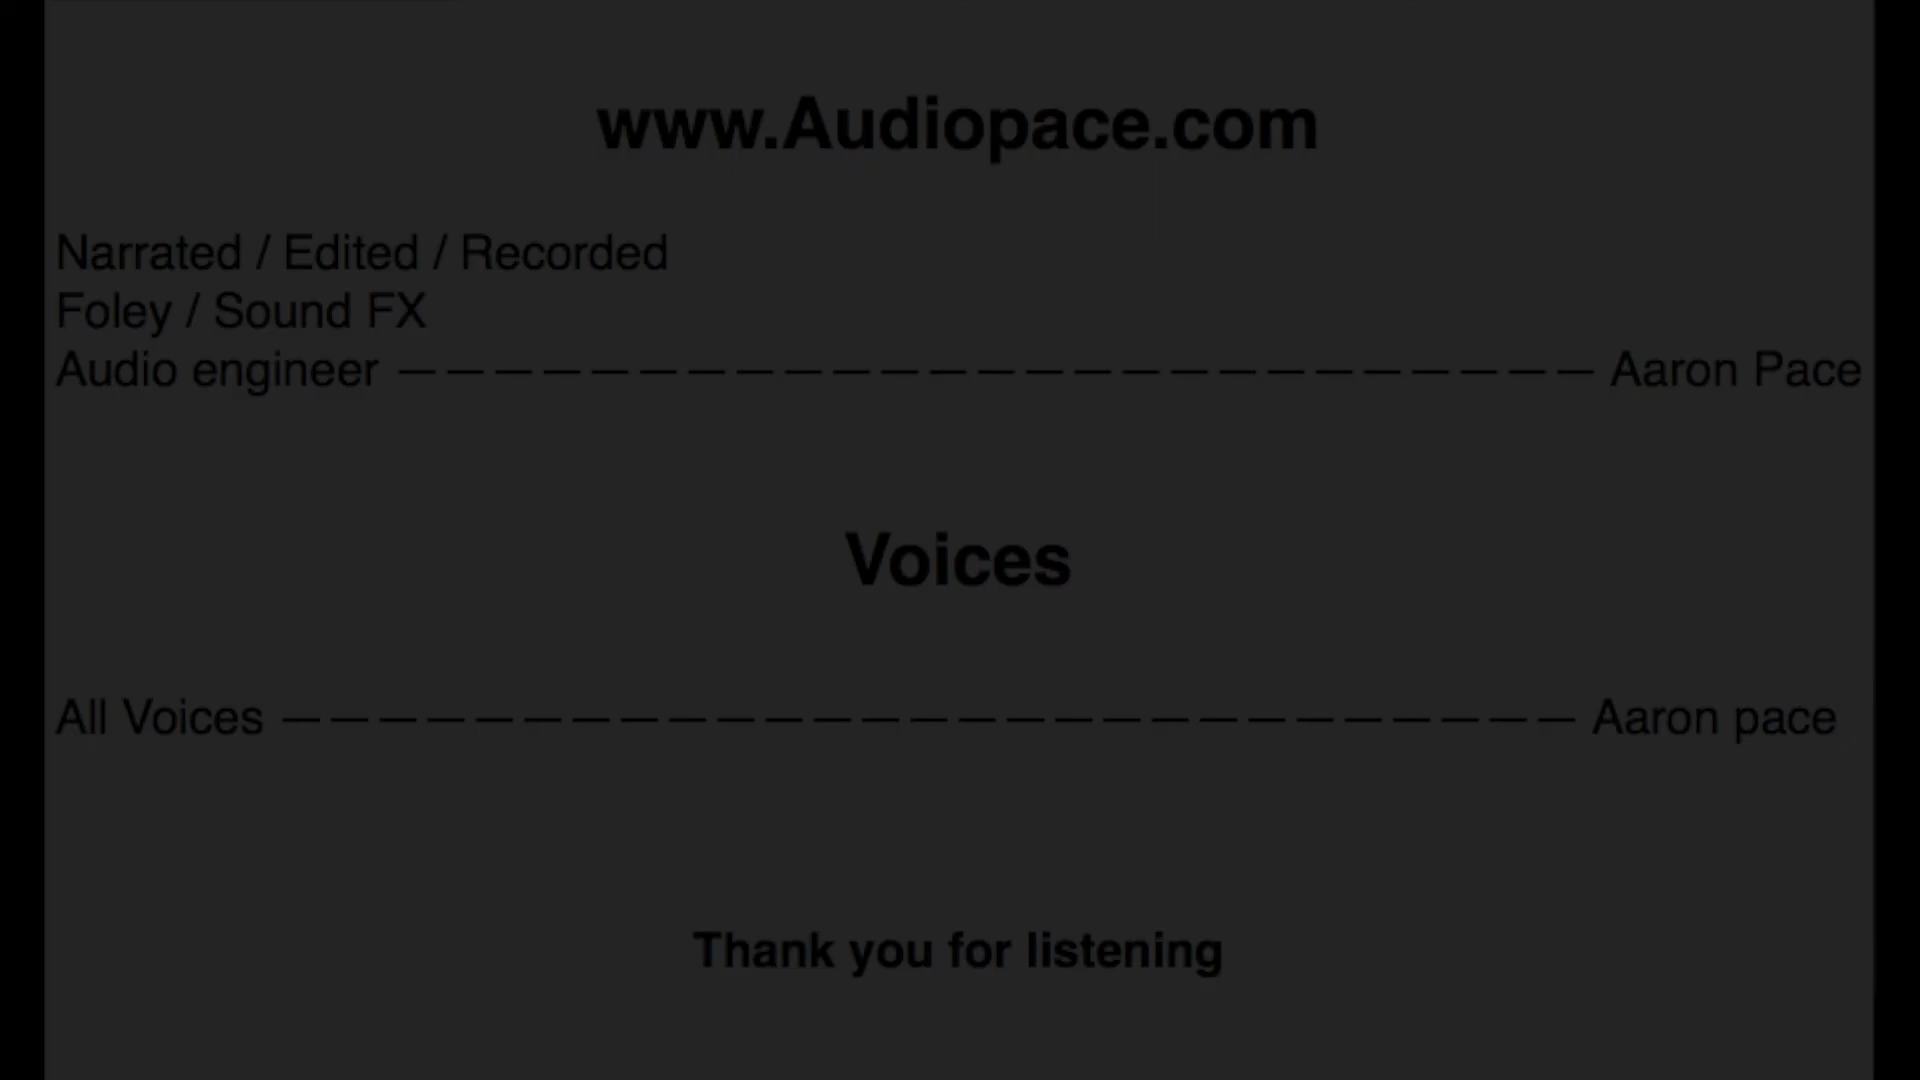 www.Audiopace.com
Narrated / Edited / Recorded
Foley / Sound FX
Audio engineer — — — — — — — — — — — — — — — — — — — — — — — — — Aaron Pace
Voices
All Voices — — — — — — — — — — — — — — — — — — — — — — — — — — — Aaron pace
Thank you for listening